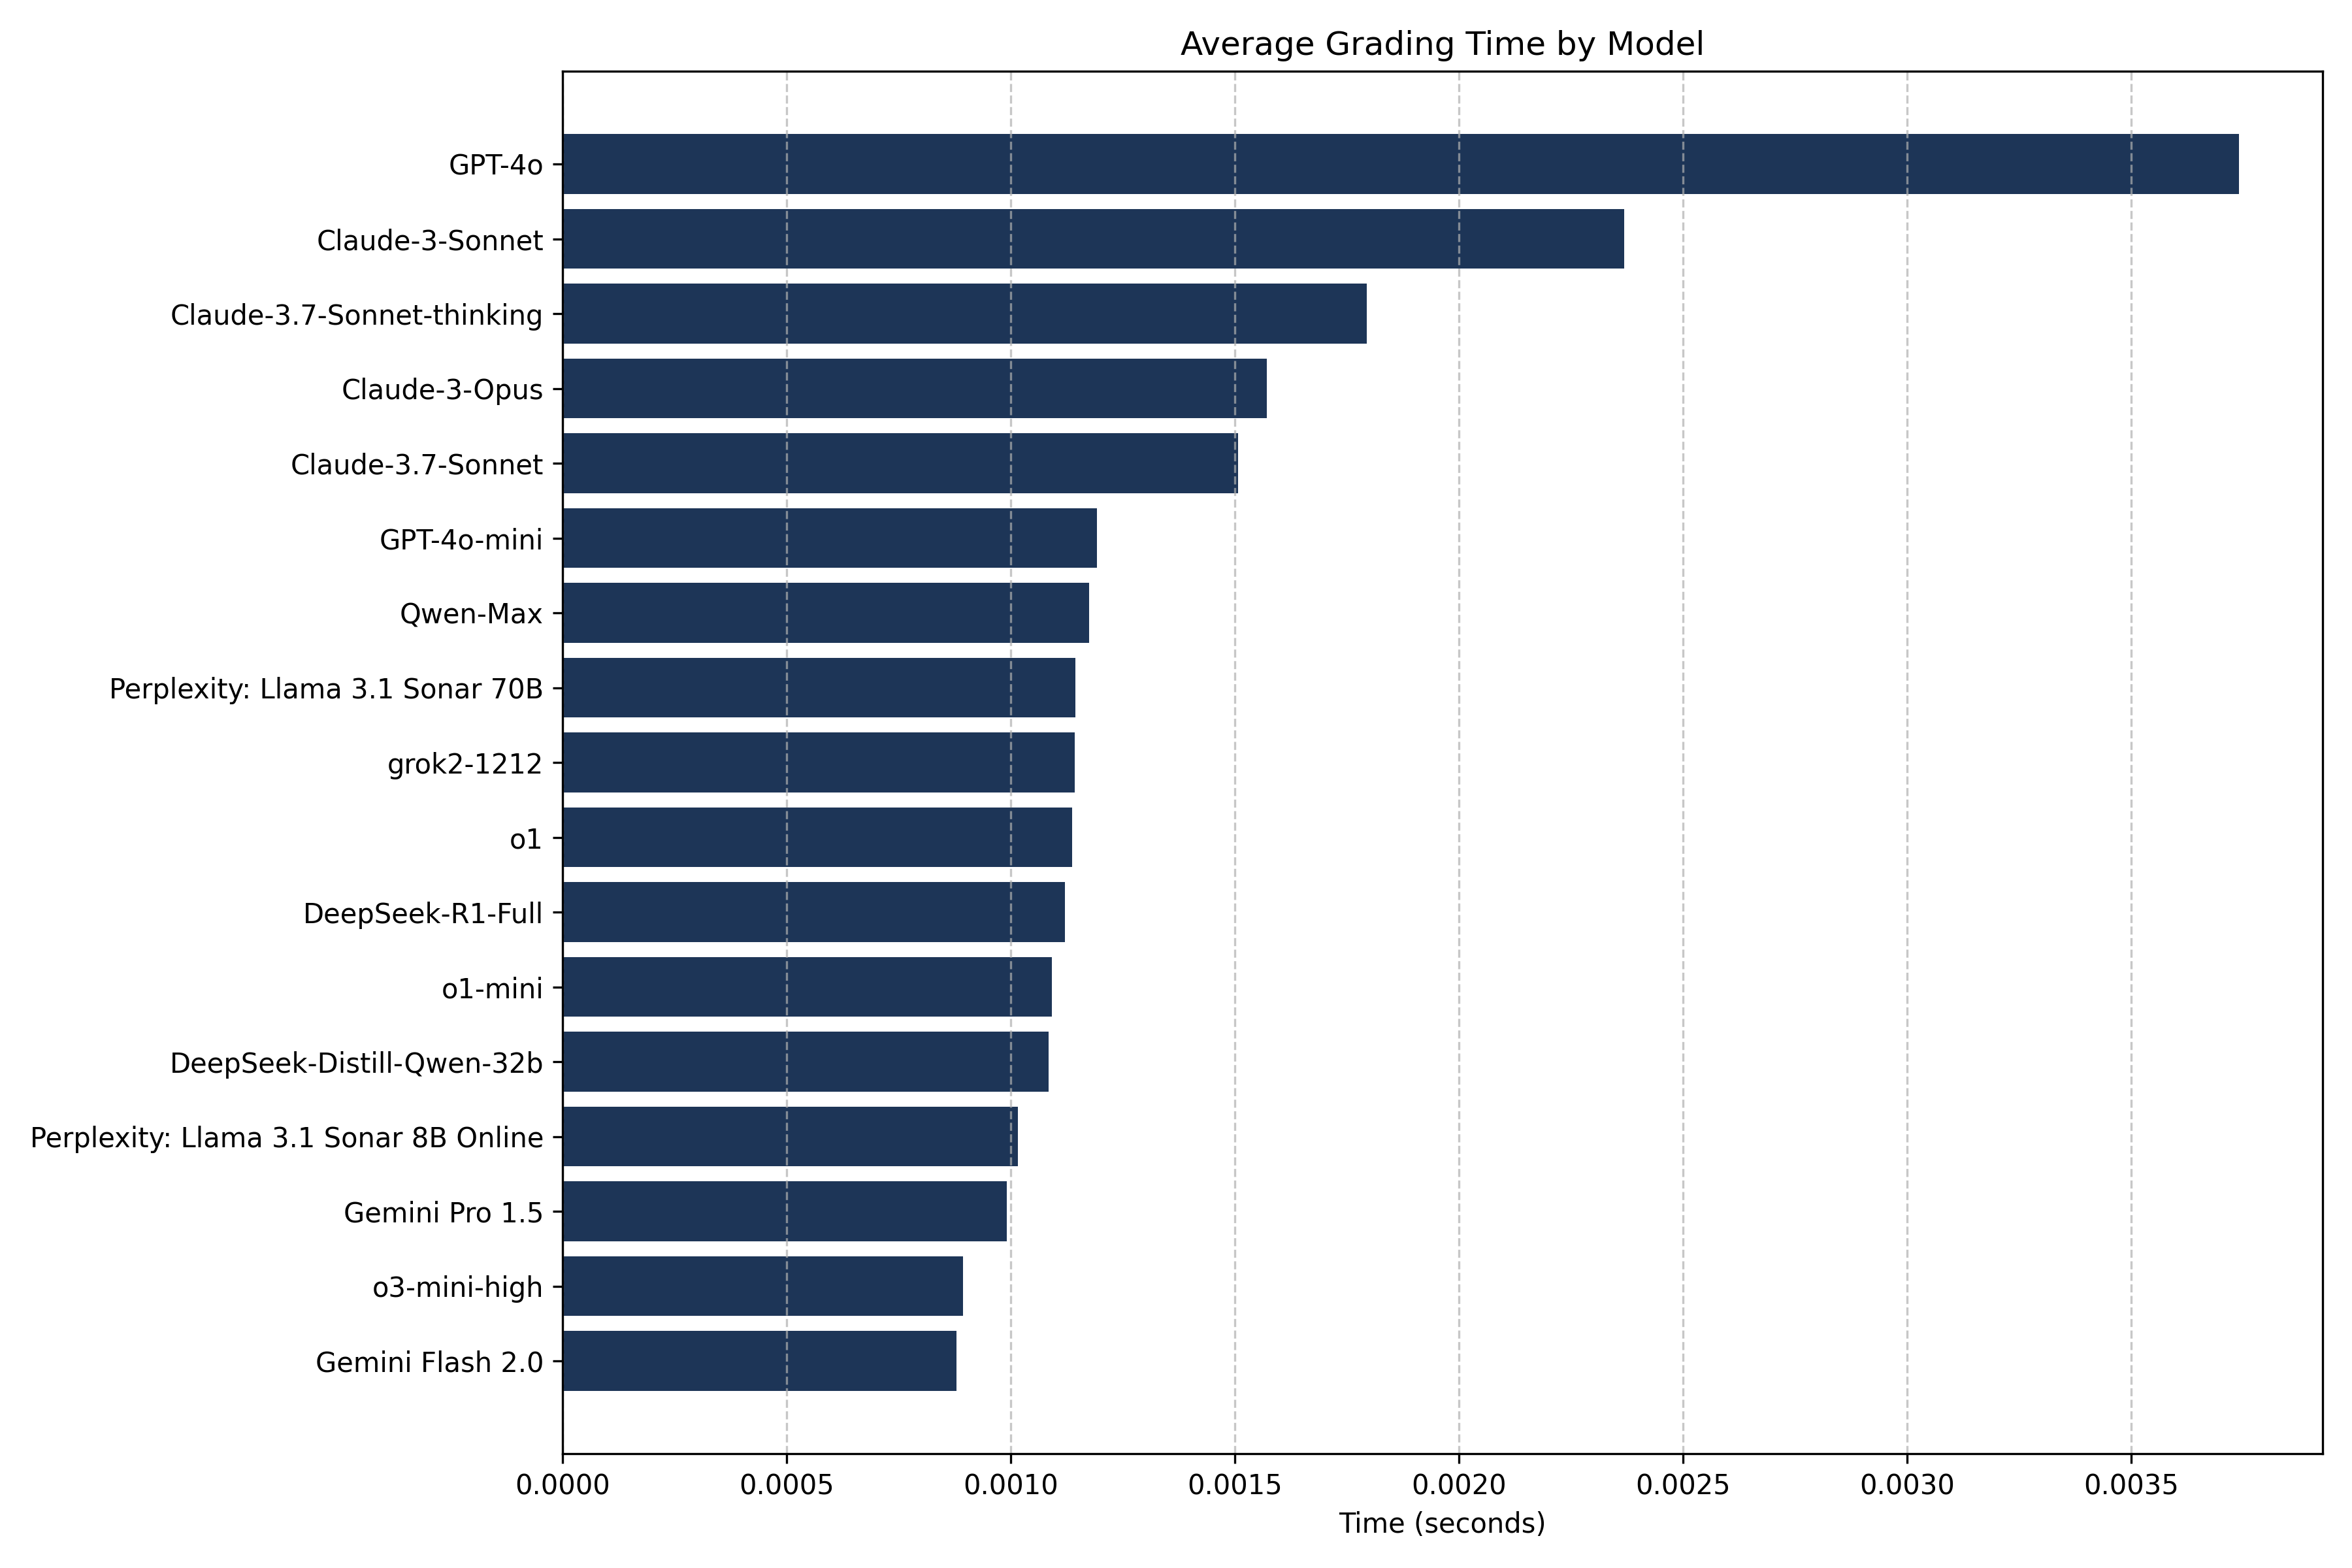 Average Grading Time by Model
GPT-4o
Claude-3-Sonnet
Claude-3.7-Sonnet-thinking
Claude-3-Opus
Claude-3.7-Sonnet
GPT-4o-mini
Qwen-Max
Perplexity: Llama 3.1 Sonar 70B
grok2-1212
o1
DeepSeek-R1-Full
o1-mini
DeepSeek-Distill-Qwen-32b
Perplexity: Llama 3.1 Sonar 8B Online
Gemini Pro 1.5
o3-mini-high
Gemini Flash 2.0
0.0000 0.0005 0.0010 0.0015 0.0020 0.0025 0.0030 0.0035
Time (seconds)